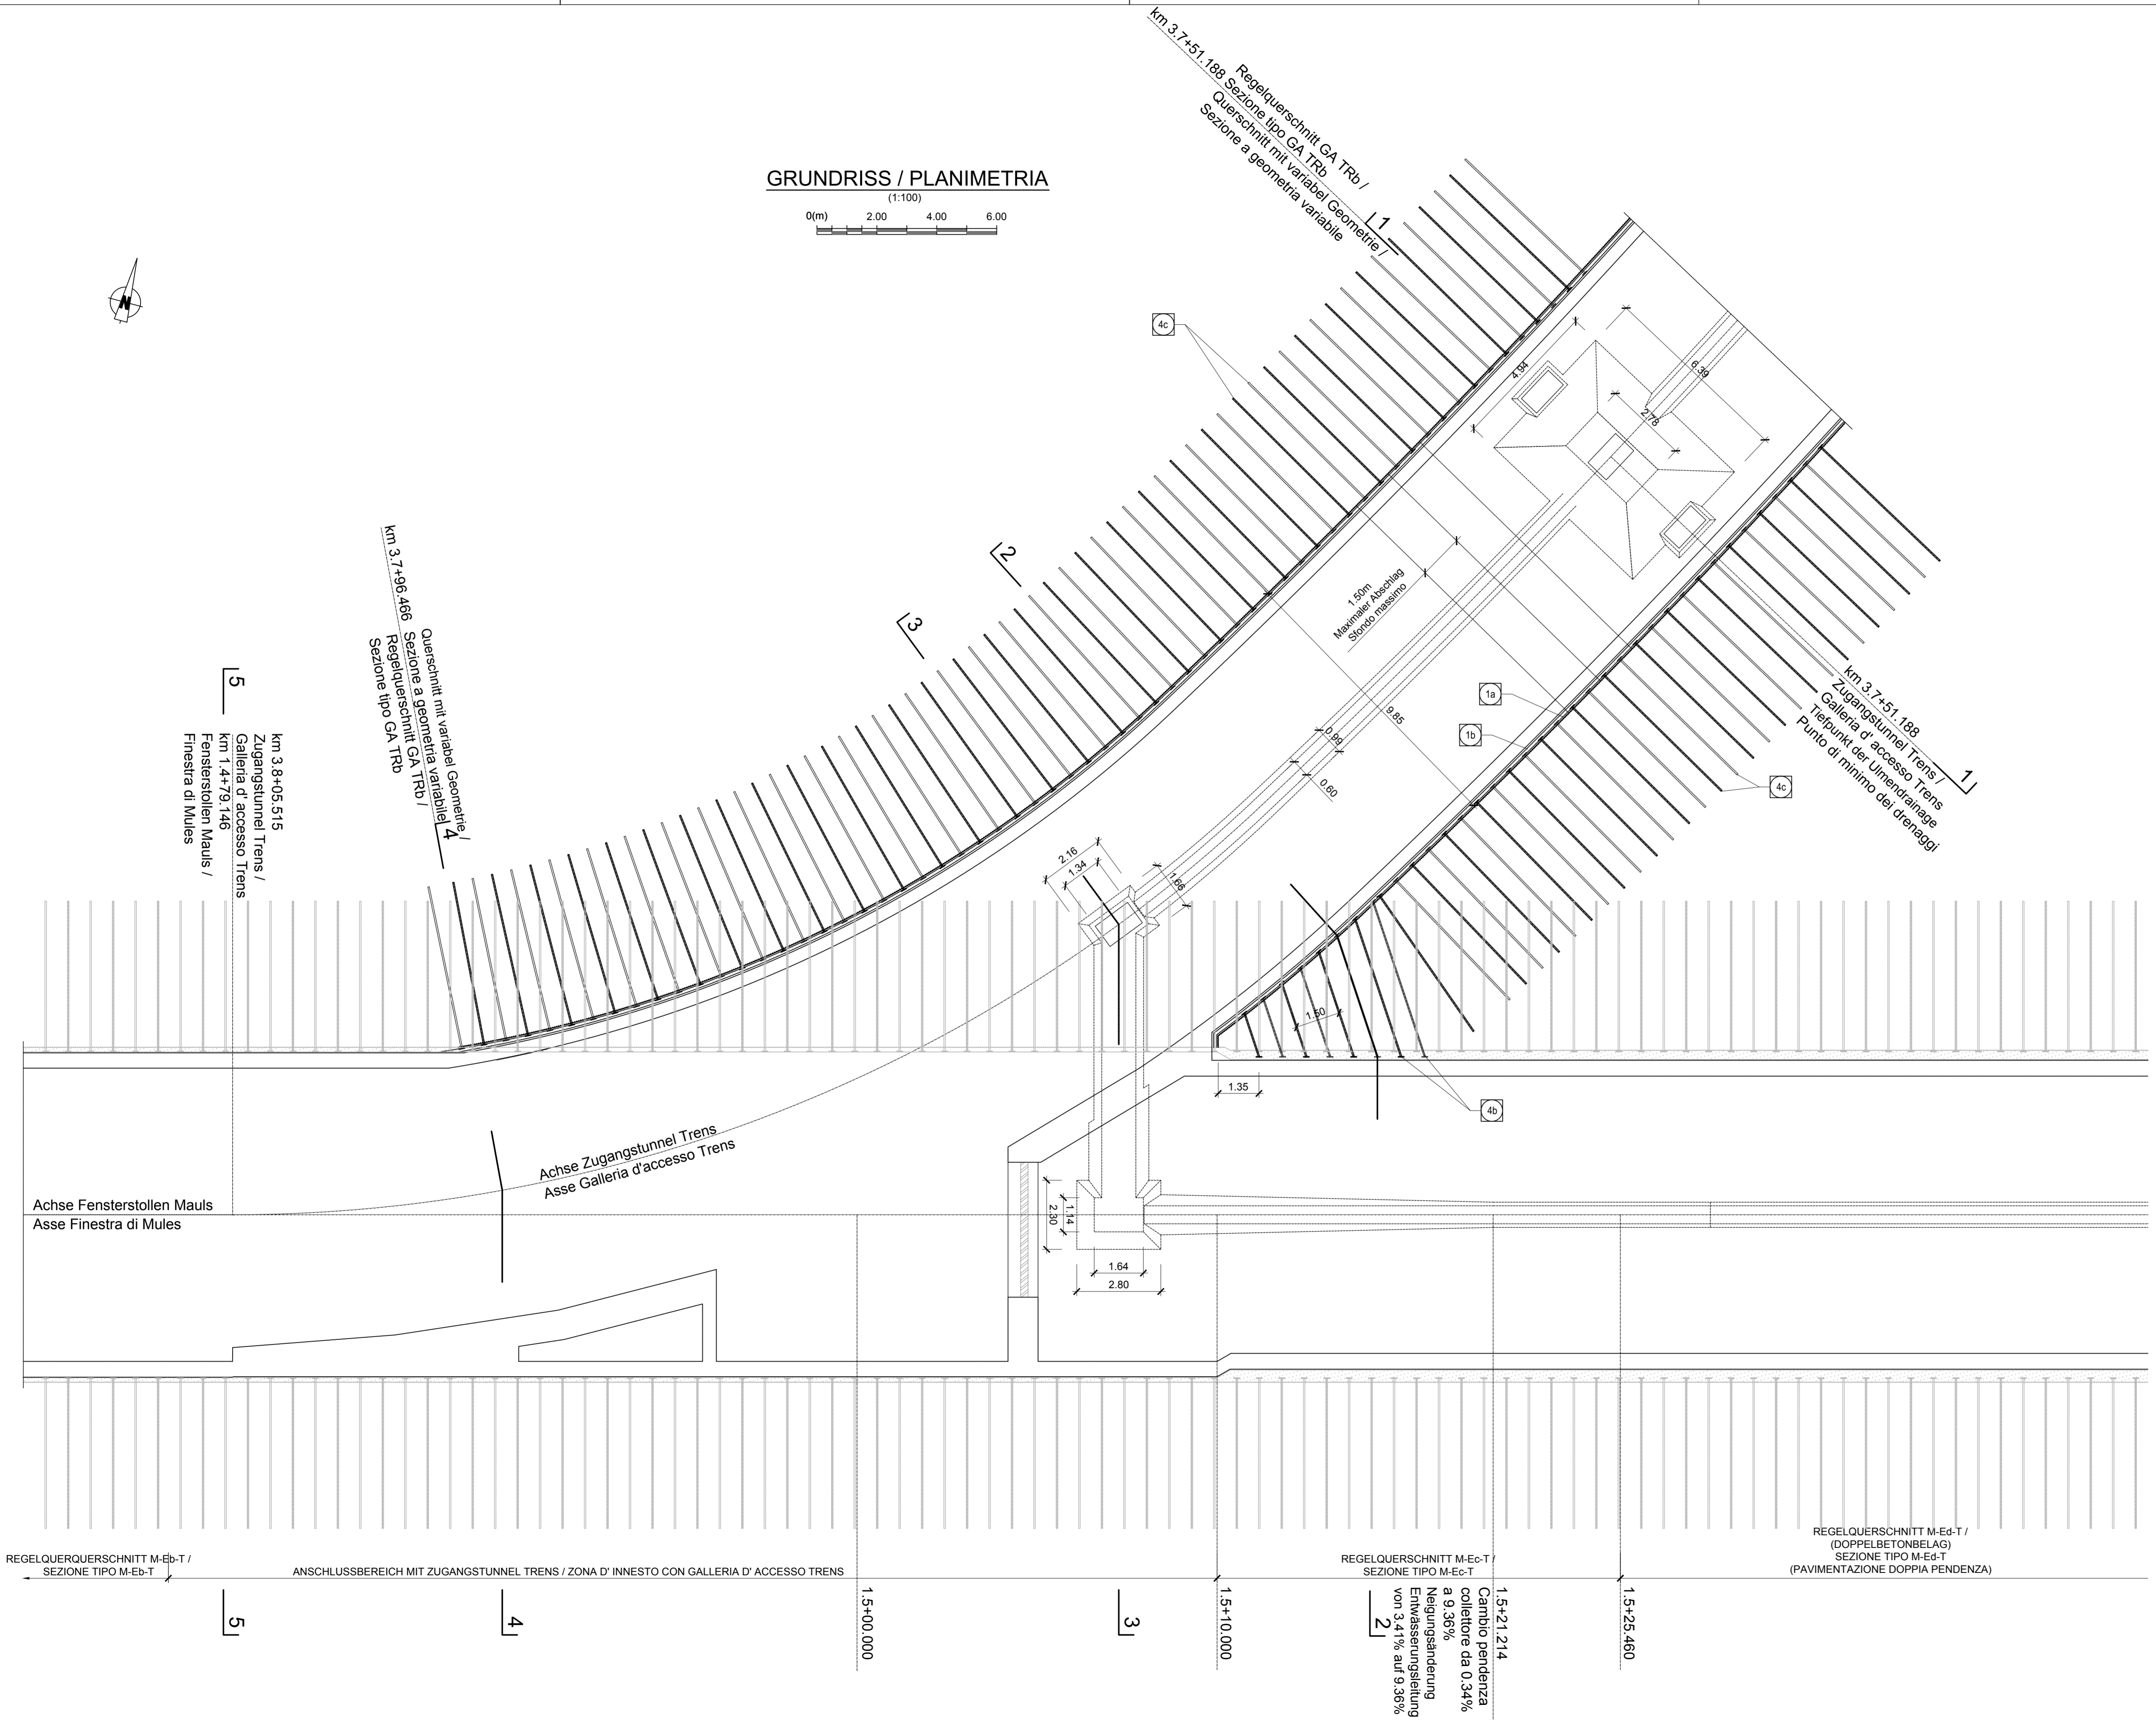 km 3.7+51.188
Regelquerschnitt GA TRb /
Sezione tipo GA TRb
Querschnitt mit variabel Geometrie /
Sezione a geometria variabile
1
GRUNDRISS / PLANIMETRIA
(1:100)
0(m) 2.00 4.00 6.00
N
4c
4.94
6.39
2.78
2
3
km 3.7+96.466
Querschnitt mit variabel Geometrie /
Sezione a geometria variabile
Regelquerschnitt GA TRb /
Sezione tipo GA TRb
4
5
km 3.8+05.515
Zugangstunnel Trens /
Galleria d' accesso Trens
km 1.4+79.146
Fensterstollen Mauls /
Finestra di Mules
1.50m
Maximaler Abschlag
Sfondo massimo
9.85
0.99
0.60
1a
1b
4c
km 3.7+51.188
Zugangstunnel Trens /
Galleria d' accesso Trens
Tiefpunkt der Ulmendrainage
Punto di minimo dei drenaggi
1
2.16
1.34
1.66
1.50
1.35
4b
Achse Zugangstunnel Trens
Asse Galleria d'accesso Trens
Achse Fensterstollen Mauls
Asse Finestra di Mules
2.30
1.14
1.64
2.80
REGELQUERQUERSCHNITT M-Eb-T /
SEZIONE TIPO M-Eb-T
ANSCHLUSSBEREICH MIT ZUGANGSTUNNEL TRENS / ZONA D' INNESTO CON GALLERIA D' ACCESSO TRENS
REGELQUERSCHNITT M-Ec-T /
SEZIONE TIPO M-Ec-T
REGELQUERSCHNITT M-Ed-T /
(DOPPELBETONBELAG)
SEZIONE TIPO M-Ed-T
(PAVIMENTAZIONE DOPPIA PENDENZA)
5
4
1.5+00.000
3
1.5+10.000
2
1.5+21.214
Cambio pendenza
collettore da 0.34%
a 9.36%
Neigungsänderung
Entwässerungsleitung
von 3.41% auf 9.36%
1.5+25.460